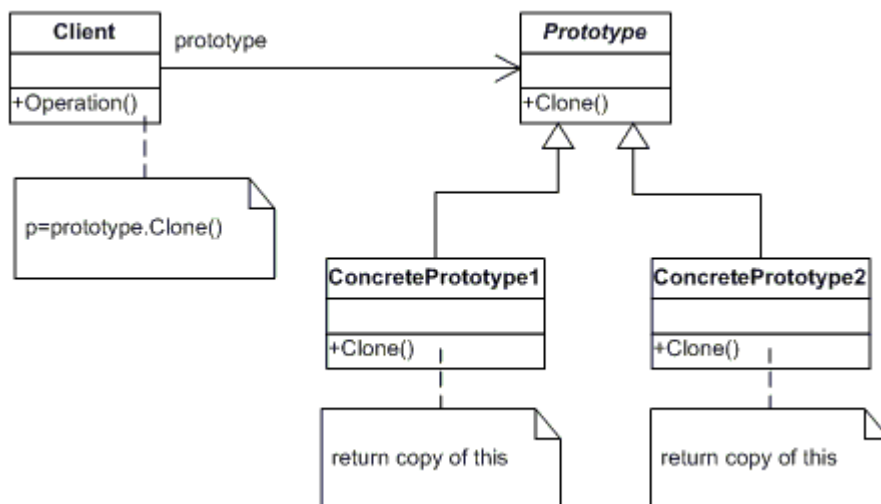 Client
prototype
Prototype
+Operation()
+Clone()
p=prototype.Clone()
ConcretePrototype1
ConcretePrototype2
+Clone()
+Clone()
return copy of this
return copy of this